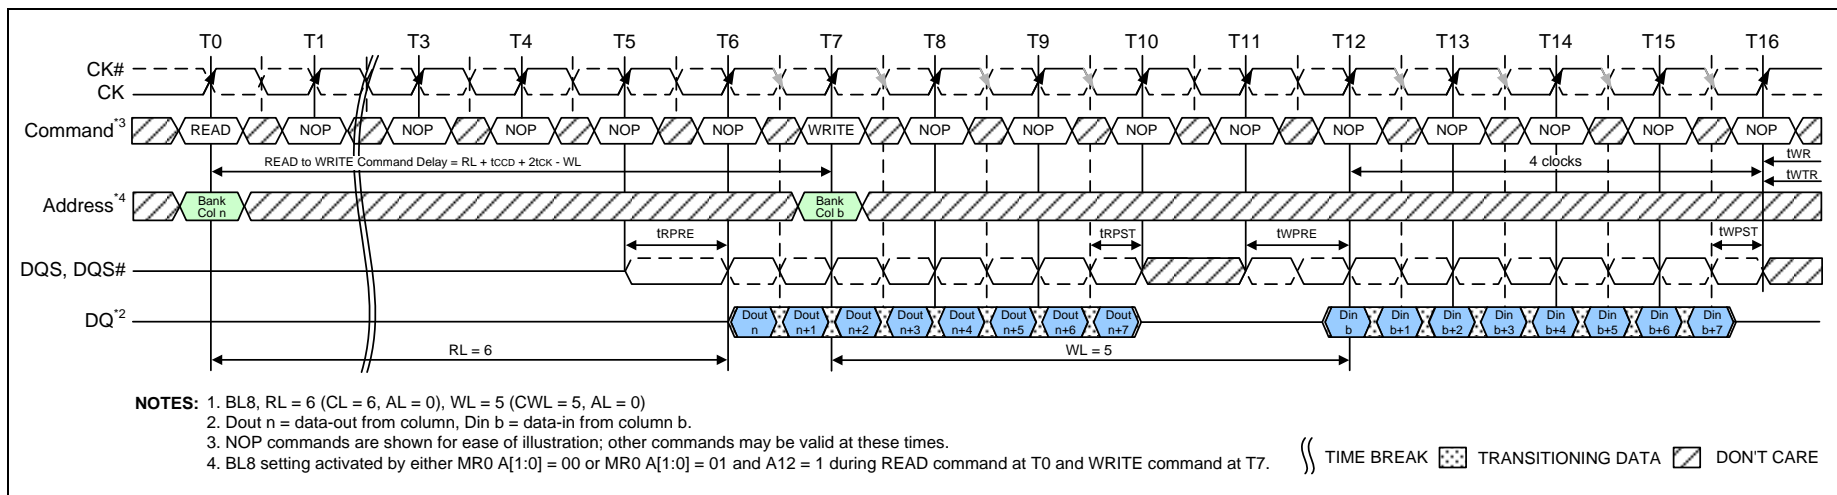 T0 T1 T3 T4 T5 T6 T7 T8 T9 T10 T11 T12 T13 T14 T15 T16
CK#
CK
Command*3 READ NOP NOP NOP NOP NOP WRITE NOP NOP NOP NOP NOP NOP NOP NOP NOP
READ to WRITE Command Delay = RL + tCCD + 2tCK - WL
4 clocks
tWR
tWTR
Address*4
Bank
Col n
Bank
Col b
tRPRE tRPST tWPRE tWPST
DQS, DQS#
DQ*2
Dout
n
Dout
n+1
Dout
n+2
Dout
n+3
Dout
n+4
Dout
n+5
Dout
n+6
Dout
n+7
Din
b
Din
b+1
Din
b+2
Din
b+3
Din
b+4
Din
b+5
Din
b+6
Din
b+7
RL = 6
WL = 5
NOTES: 1. BL8, RL = 6 (CL = 6, AL = 0), WL = 5 (CWL = 5, AL = 0)
2. Dout n = data-out from column, Din b = data-in from column b.
3. NOP commands are shown for ease of illustration; other commands may be valid at these times.
4. BL8 setting activated by either MR0 A[1:0] = 00 or MR0 A[1:0] = 01 and A12 = 1 during READ command at T0 and WRITE command at T7.
TIME BREAK TRANSITIONING DATA DON'T CARE